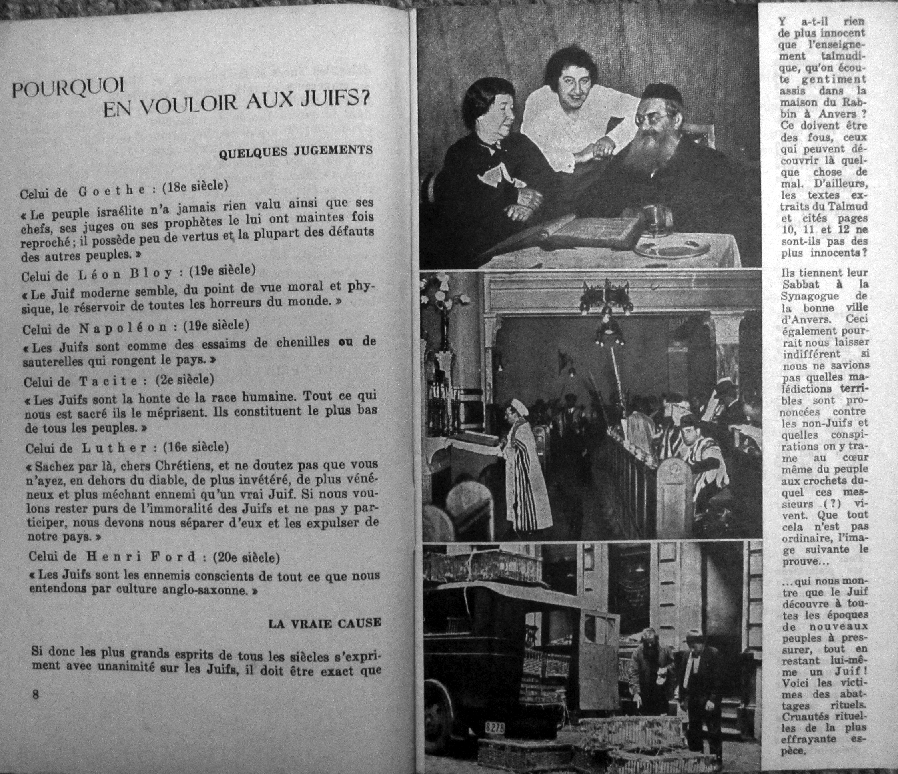 POURQUOI
EN VOULOIR AUX JUIFS?
QUELQUES JUGEMENTS
Celui de Goethe : (18e siècle)
« Le peuple israélite n'a jamais rien valu ainsi que ses
chefs, ses juges ou ses prophètes le lui ont maintes fois
reproché ; il possède peu de vertus et la plupart des défauts
des autres peuples. »
Celui de Léon Bloy : (19e siècle)
« Le Juif moderne semble, du point de vue moral et phy-
sique, le réservoir de toutes les horreurs du monde. »
Celui de Napoléon : (19e siècle)
« Les Juifs sont comme des essaims de chenilles ou de
sauterelles qui rongent le pays. »
Celui de Tacite : (2e siècle)
« Les Juifs sont la honte de la race humaine. Tout ce qui
nous est sacré ils le méprisent. Ils constituent le plus bas
de tous les peuples. »
Celui de Luther : (16e siècle)
« Sachez par là, chers Chrétiens, et ne doutez pas que vous
n'ayez, en dehors du diable, de plus invétéré, de plus véné-
neux et plus méchant ennemi qu'un vrai Juif. Si nous vou-
lons rester purs de l'immoralité des Juifs et ne pas y par-
ticiper, nous devons nous séparer d'eux et les expulser de
notre pays. »
Celui de Henri Ford : (20e siècle)
« Les Juifs sont les ennemis conscients de tout ce que nous
entendons par culture anglo-saxonne. »
LA VRAIE CAUSE
Si donc les plus grands esprits de tous les siècles s'expri-
ment avec unanimité sur les Juifs, il doit être exact que
8
Y a-t-il rien
de plus innocent
que l'enseigne-
ment talmudi-
que, qu'on écou-
te gentiment
assis dans la
maison du Rab-
bin à Anvers ?
Ce doivent être
des fous, ceux
qui peuvent dé-
couvrir là quel-
que chose de
mal. D'ailleurs,
les textes ex-
traits du Talmud
et cités pages
10, 11 et 12 ne
sont-ils pas des
plus innocents?
Ils tiennent leur
Sabbat à la
Synagogue de
la bonne ville
d'Anvers. Ceci
également pour-
rait nous laisser
indifférent si
nous ne savions
pas quelles ma-
lédictions terri-
bles sont pro-
noncées contre
les non-Juifs et
quelles conspi-
rations on y tra-
me au cœur
même du peuple
aux crochets du-
quel ces mes-
sieurs (?) vi-
vent. Que tout
cela n'est pas
ordinaire, l'ima-
ge suivante le
prouve...
...qui nous mon-
tre que le Juif
découvre à tou-
tes les époques
de nouveaux
peuples à pres-
surer, tout en
restant lui-mê-
me un Juif !
Voici les victi-
mes des abat-
tages rituels.
Cruautés rituel-
les de la plus
effrayante es-
pèce.